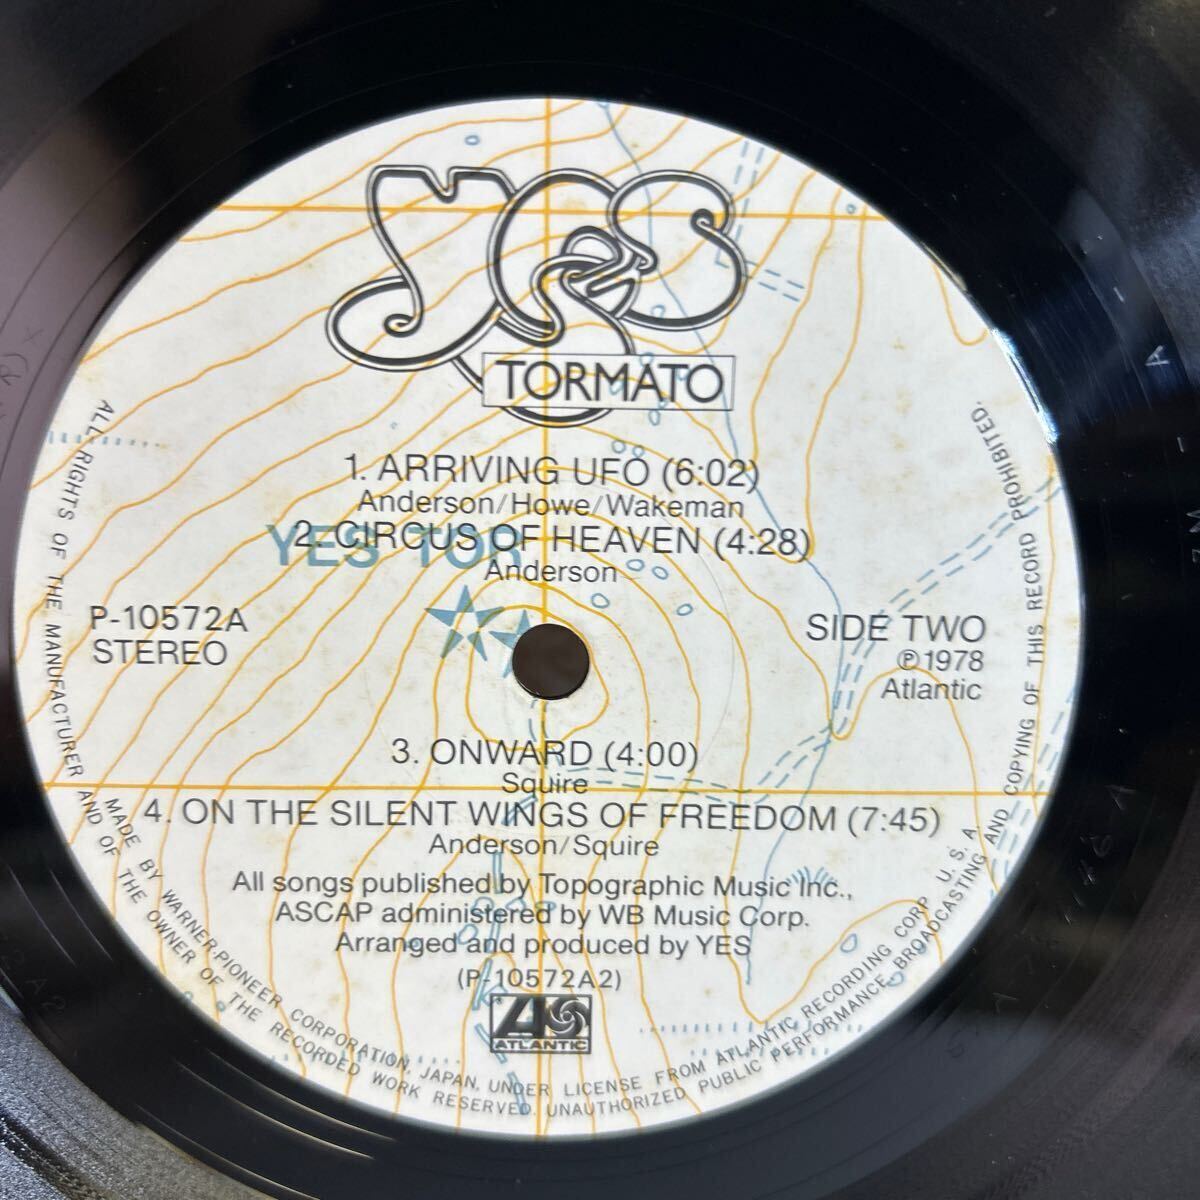 YES
TORMATO
1. ARRIVING UFO (6:02)
Anderson/Howe/Wakeman
YES TOR
2. CIRCUS OF HEAVEN (4:28)
Anderson
P-10572A
STEREO
SIDE TWO
℗1978
Atlantic
3. ONWARD (4:00)
Squire
4. ON THE SILENT WINGS OF FREEDOM (7:45)
Anderson/Squire
All songs published by Topographic Music Inc.,
ASCAP administered by WB Music Corp.
Arranged and produced by YES
(P-10572A2)
ATLANTIC
MADE BY WARNER-PIONEER CORPORATION, JAPAN, UNDER LICENSE FROM ATLANTIC RECORDING CORP U.S.A
ALL RIGHTS OF THE MANUFACTURER AND OF THE OWNER OF THE RECORDED WORK RESERVED. UNAUTHORIZED PUBLIC PERFORMANCE, BROADCASTING AND COPYING OF THIS RECORD PROHIBITED.